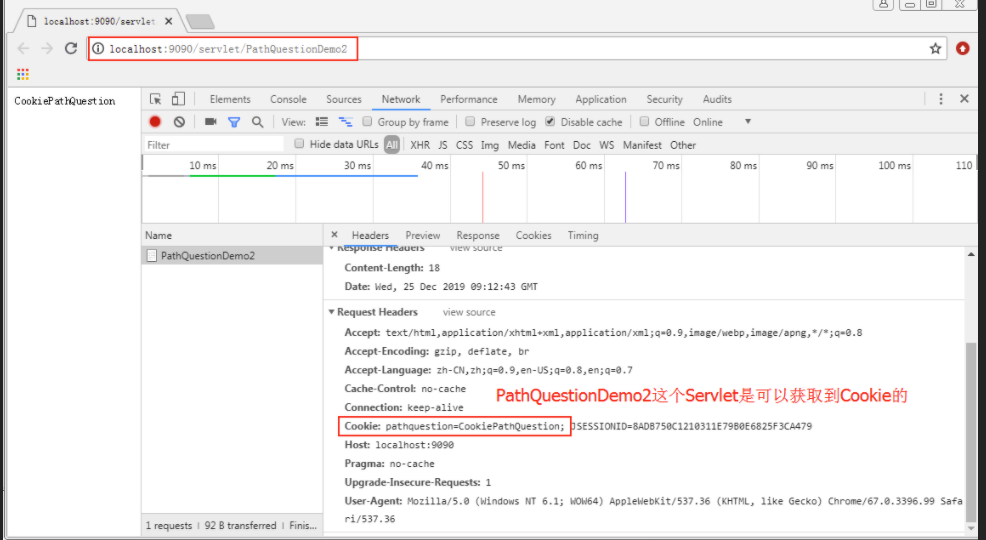 localhost:9090/servlet
localhost:9090/servlet/PathQuestionDemo2
CookiePathQuestion
Elements Console Sources Network Performance Memory Application Security Audits
View: Group by frame Preserve log Disable cache Offline Online
Filter Hide data URLs All XHR JS CSS Img Media Font Doc WS Manifest Other
10 ms 20 ms 30 ms 40 ms 50 ms 60 ms 70 ms 80 ms 90 ms 100 ms 110
Name
PathQuestionDemo2
Headers Preview Response Cookies Timing
Response Headers view source
Content-Length: 18
Date: Wed, 25 Dec 2019 09:12:43 GMT
Request Headers view source
Accept: text/html,application/xhtml+xml,application/xml;q=0.9,image/webp,image/apng,*/*;q=0.8
Accept-Encoding: gzip, deflate, br
Accept-Language: zh-CN,zh;q=0.9,en-US;q=0.8,en;q=0.7
Cache-Control: no-cache
PathQuestionDemo2这个Servlet是可以获取到Cookie的
Connection: keep-alive
Cookie: pathquestion=CookiePathQuestion; JSESSIONID=8ADB750C1210311E79B0E6825F3CA479
Host: localhost:9090
Pragma: no-cache
Upgrade-Insecure-Requests: 1
User-Agent: Mozilla/5.0 (Windows NT 6.1; WOW64) AppleWebKit/537.36 (KHTML, like Gecko) Chrome/67.0.3396.99 Safa
ri/537.36
1 requests | 92 B transferred | Finis...